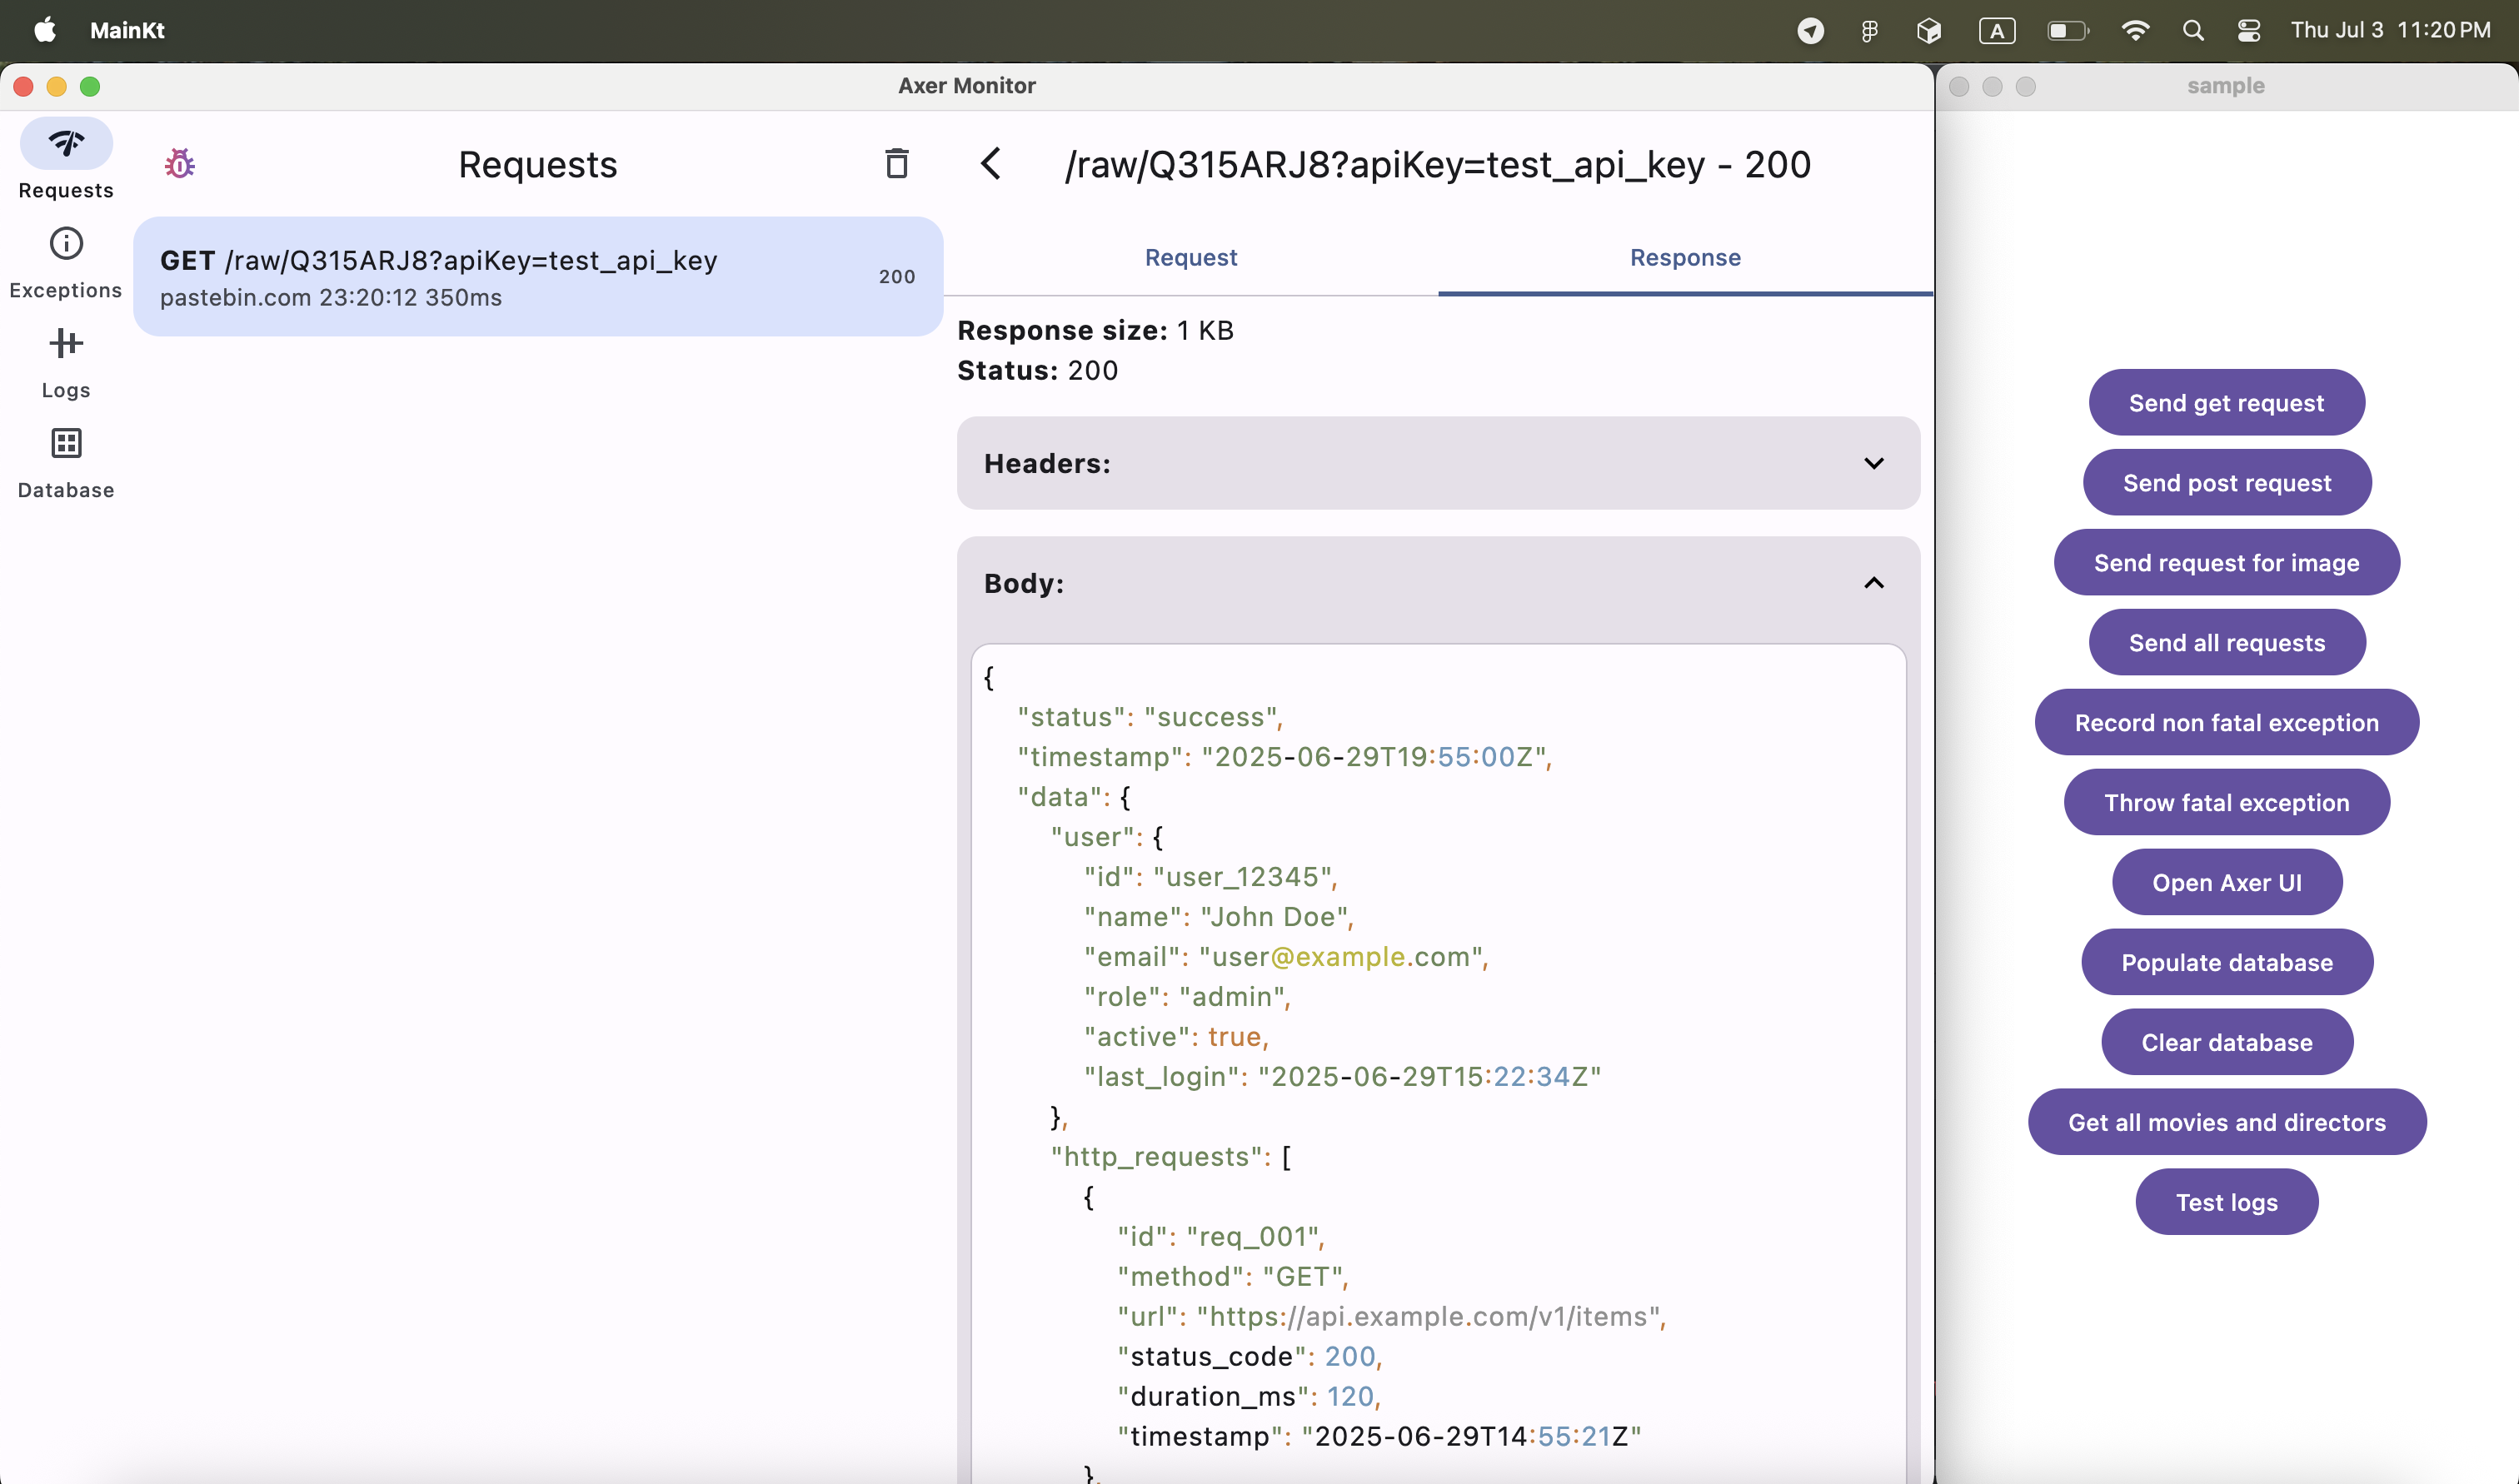 MainKt
A
Thu Jul 3 11:20 PM
Axer Monitor
Requests
Exceptions
Logs
Database
Requests
GET /raw/Q315ARJ8?apiKey=test_api_key
pastebin.com 23:20:12 350ms
200
/raw/Q315ARJ8?apiKey=test_api_key - 200
Request
Response
Response size: 1 KB
Status: 200
Headers:
Body:
{
"status": "success",
"timestamp": "2025-06-29T19:55:00Z",
"data": {
"user": {
"id": "user_12345",
"name": "John Doe",
"email": "user@example.com",
"role": "admin",
"active": true,
"last_login": "2025-06-29T15:22:34Z"
},
"http_requests": [
{
"id": "req_001",
"method": "GET",
"url": "https://api.example.com/v1/items",
"status_code": 200,
"duration_ms": 120,
"timestamp": "2025-06-29T14:55:21Z"
},
sample
Send get request
Send post request
Send request for image
Send all requests
Record non fatal exception
Throw fatal exception
Open Axer UI
Populate database
Clear database
Get all movies and directors
Test logs